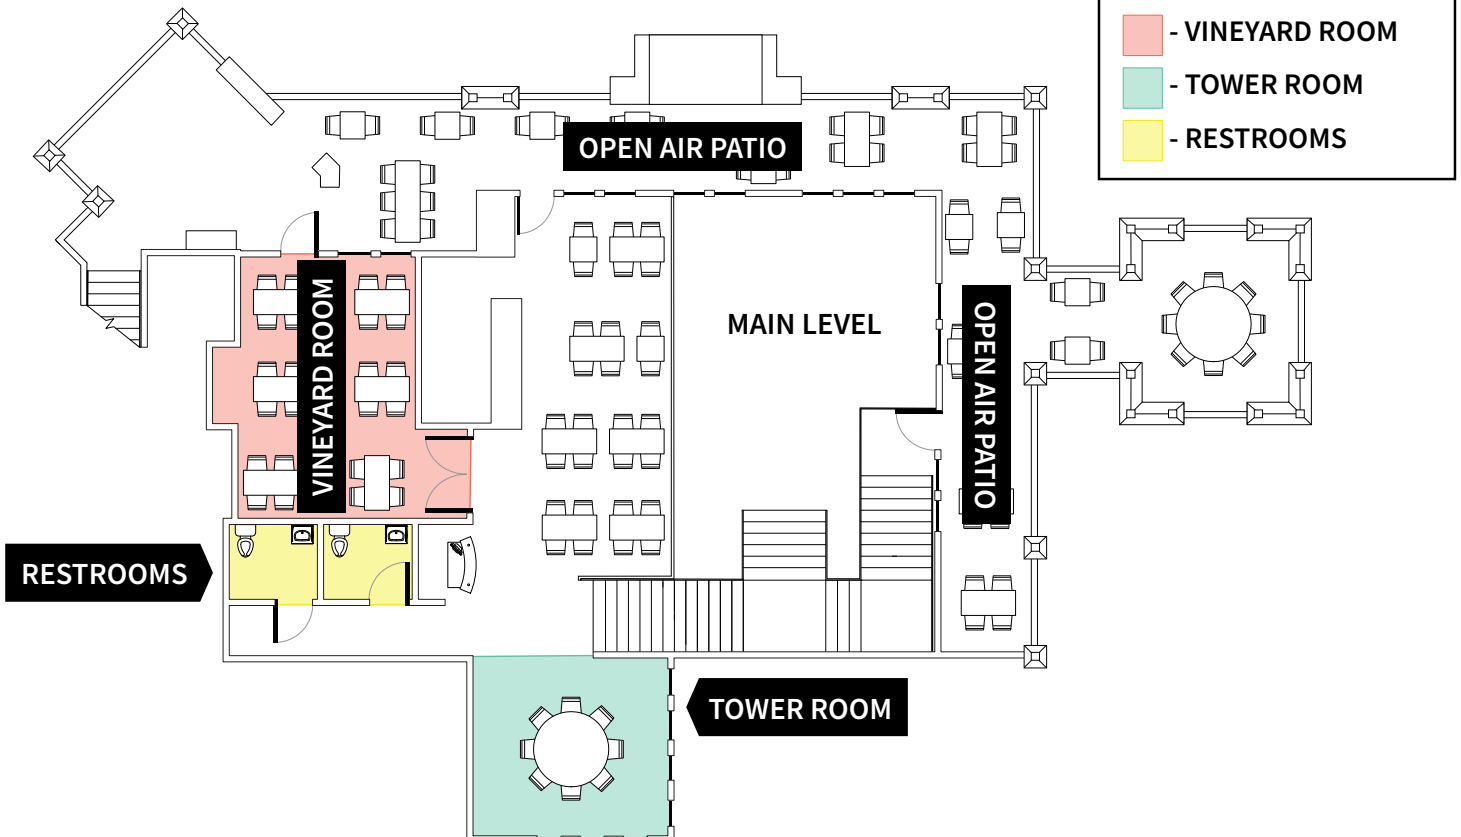 - VINEYARD ROOM
- TOWER ROOM
- RESTROOMS
OPEN AIR PATIO
VINEYARD ROOM
MAIN LEVEL
OPEN AIR PATIO
RESTROOMS
TOWER ROOM